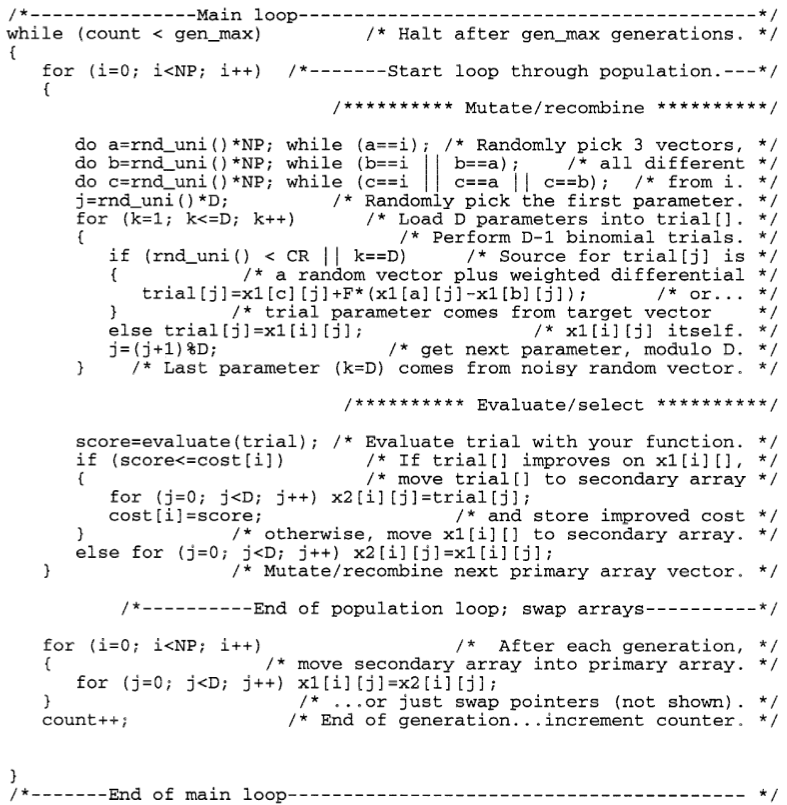 /*---------------Main loop-------------------------------------------------*/
while (count < gen_max)           /* Halt after gen_max generations. */
{
   for (i=0; i<NP; i++)  /*-------Start loop through population.---*/
   {
                              /********** Mutate/recombine **********/
      do a=rnd_uni()*NP; while (a==i); /* Randomly pick 3 vectors, */
      do b=rnd_uni()*NP; while (b==i || b==a);     /* all different */
      do c=rnd_uni()*NP; while (c==i || c==a || c==b);  /* from i. */
      j=rnd_uni()*D;           /* Randomly pick the first parameter. */
      for (k=1; k<=D; k++)        /* Load D parameters into trial[]. */
      {                              /* Perform D-1 binomial trials. */
         if (rnd_uni() < CR || k==D)     /* Source for trial[j] is */
         {            /* a random vector plus weighted differential */
            trial[j]=x1[c][j]+F*(x1[a][j]-x1[b][j]);      /* or... */
         }          /* trial parameter comes from target vector    */
         else trial[j]=x1[i][j];               /* x1[i][j] itself. */
         j=(j+1)%D;              /* get next parameter, modulo D. */
      }    /* Last parameter (k=D) comes from noisy random vector. */
                               /********** Evaluate/select **********/
      score=evaluate(trial); /* Evaluate trial with your function. */
      if (score<=cost[i])       /* If trial[] improves on x1[i][], */
      {                         /* move trial[] to secondary array */
         for (j=0; j<D; j++) x2[i][j]=trial[j];
         cost[i]=score;                 /* and store improved cost */
      }            /* otherwise, move x1[i][] to secondary array. */
      else for (j=0; j<D; j++) x2[i][j]=x1[i][j];
   }               /* Mutate/recombine next primary array vector. */
          /*----------End of population loop; swap arrays----------*/
   for (i=0; i<NP; i++)                 /*  After each generation, */
   {                  /* move secondary array into primary array. */
      for (j=0; j<D; j++) x1[i][j]=x2[i][j];
   }                      /* ...or just swap pointers (not shown). */
   count++;              /* End of generation...increment counter. */
}
/*-------End of main loop------------------------------------------------- */